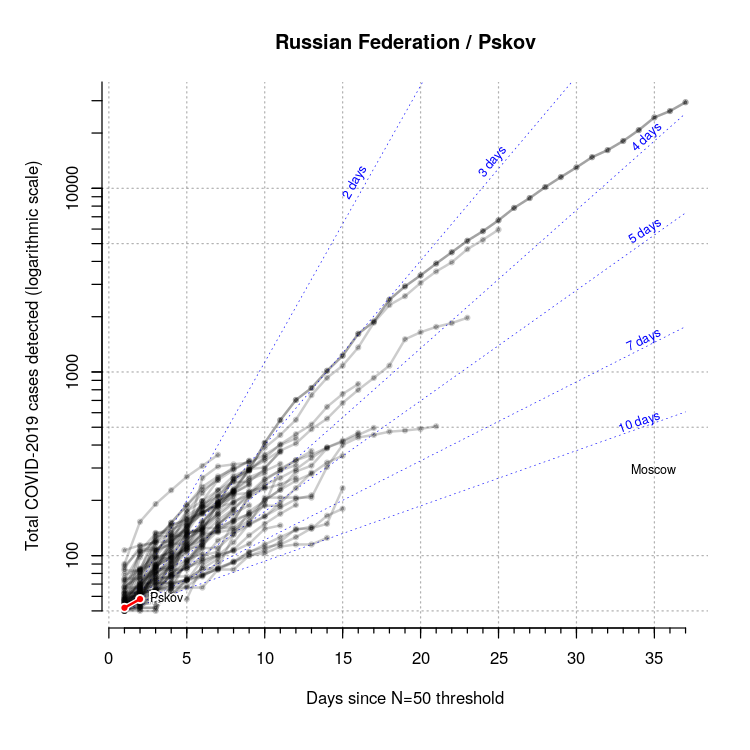 Russian Federation / Pskov
Total COVID-2019 cases detected (logarithmic scale)
10000
1000
100
2 days
3 days
4 days
5 days
7 days
10 days
Moscow
Pskov
0 5 10 15 20 25 30 35
Days since N=50 threshold